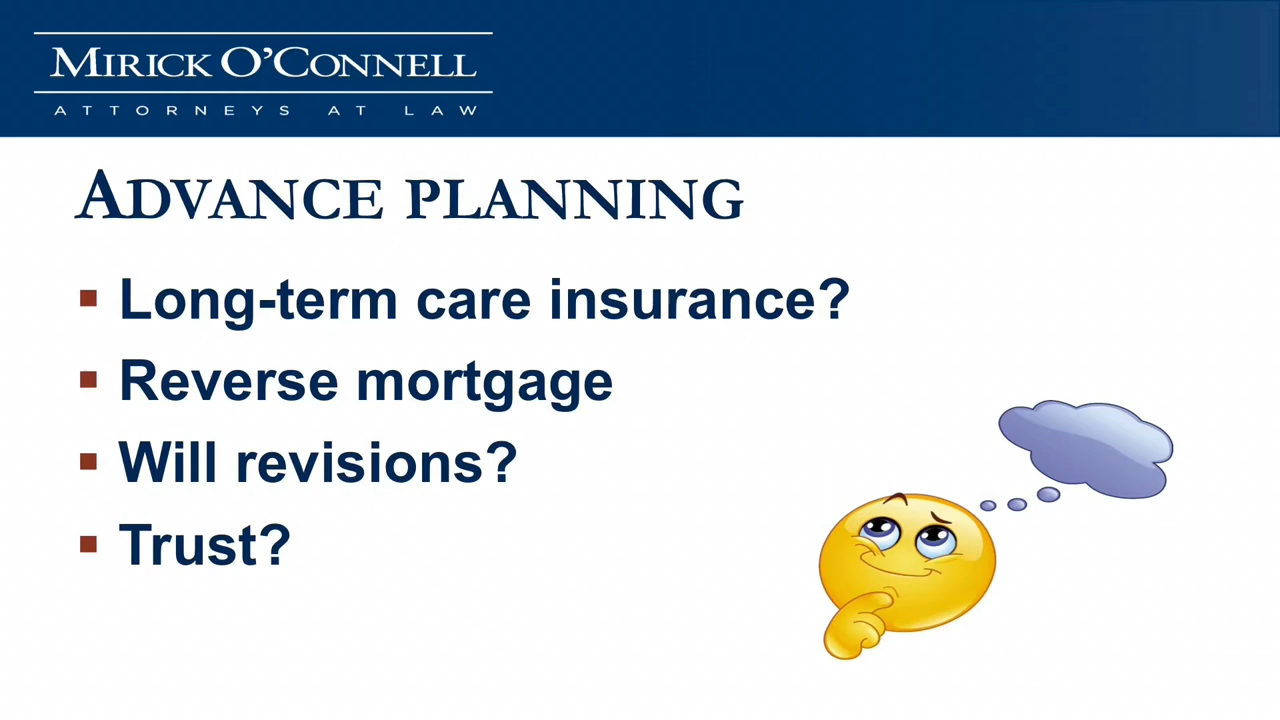 MIRICK O'CONNELL
ATTORNEYS AT LAW
ADVANCE PLANNING
Long-term care insurance?
Reverse mortgage
Will revisions?
Trust?